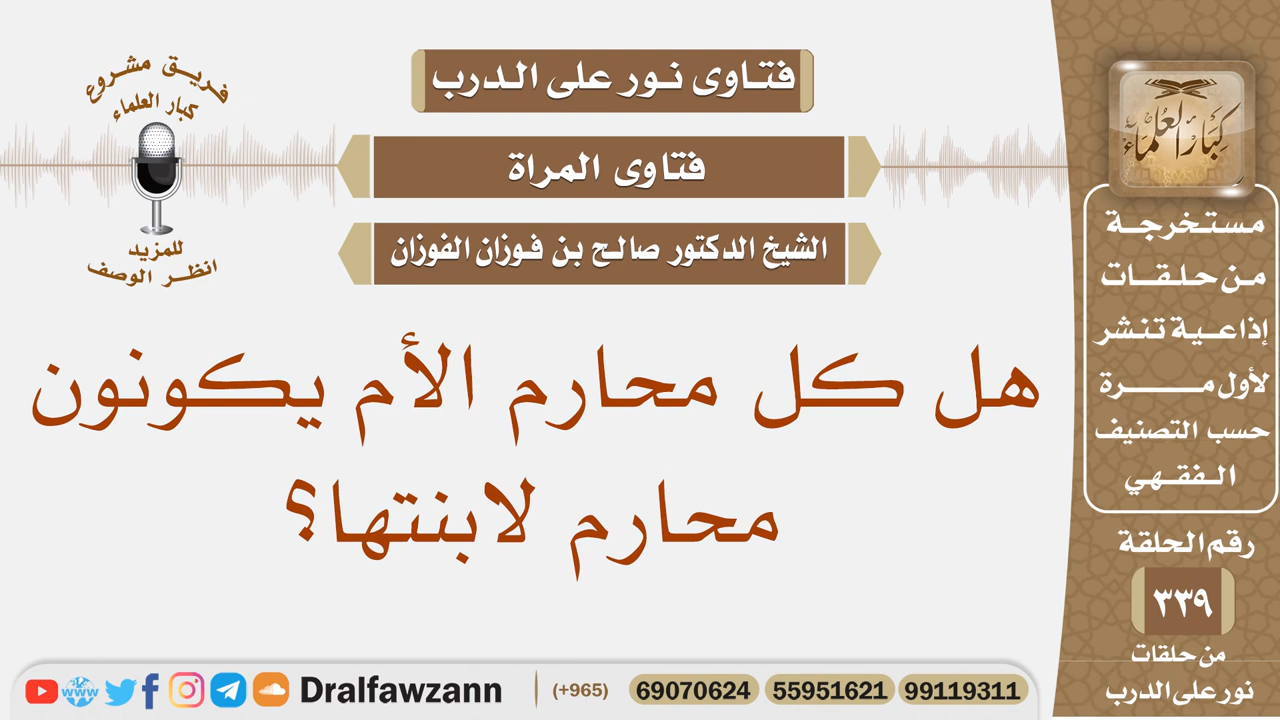 فتاوى نور على الدرب
فتاوى المراة
الشيخ الدكتور صالح بن فوزان الفوزان
هل كل محارم الأم يكونون
محارم لابنتها؟
فريق مشروع
كبار العلماء
للمزيد
انظر الوصف
كبار العلماء
مستخرجة
من حلقات
إذاعية تنشر
لأول مرة
حسب التصنيف
الفقهي
رقم الحلقة
٣٣٩
من حلقات
نور على الدرب
www Dralfawzann (+965) 69070624 55951621 99119311